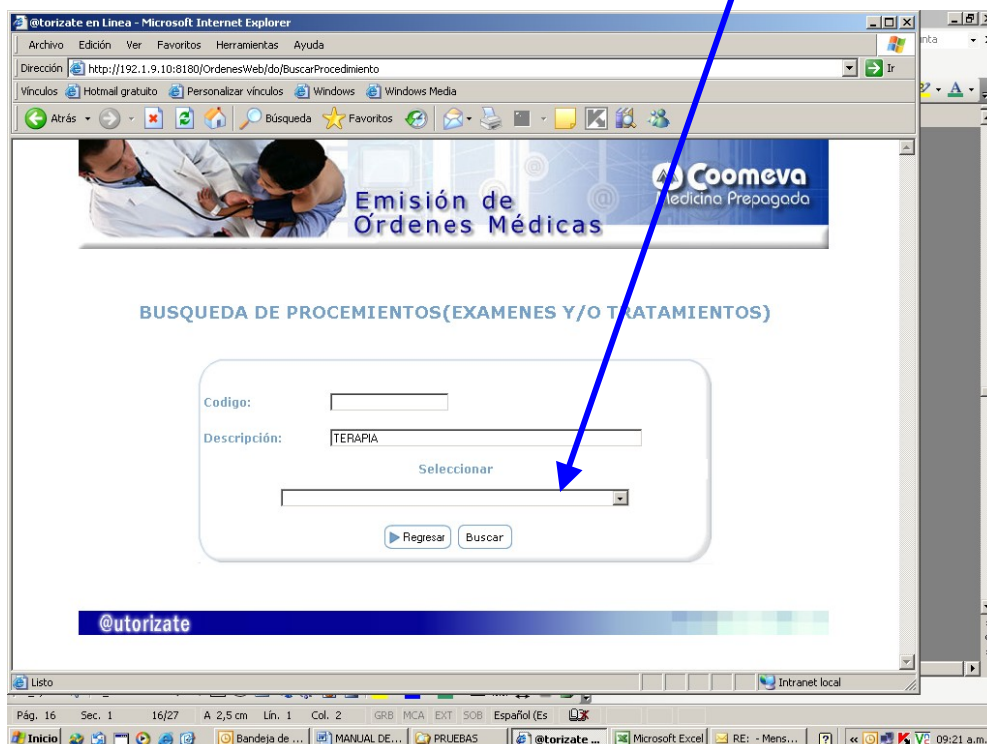 @torizate en Linea - Microsoft Internet Explorer
Archivo Edición Ver Favoritos Herramientas Ayuda
Dirección http://192.1.9.10:8180/OrdenesWeb/do/BuscarProcedimiento Ir
Vínculos Hotmail gratuito Personalizar vínculos Windows Windows Media
Atrás Búsqueda Favoritos
Emisión de
Órdenes Médicas
Coomeva
Medicina Prepagada
BUSQUEDA DE PROCEMIENTOS(EXAMENES Y/O TRATAMIENTOS)
Codigo:
Descripción: TERAPIA
Seleccionar
Regresar Buscar
@utorizate
Listo Intranet local
Pág. 16 Sec. 1 16/27 A 2,5 cm Lín. 1 Col. 2 GRB MCA EXT SOB Español (Es
Inicio Bandeja de ... MANUAL DE... PRUEBAS @torizate ... Microsoft Excel RE: - Mens... 09:21 a.m.